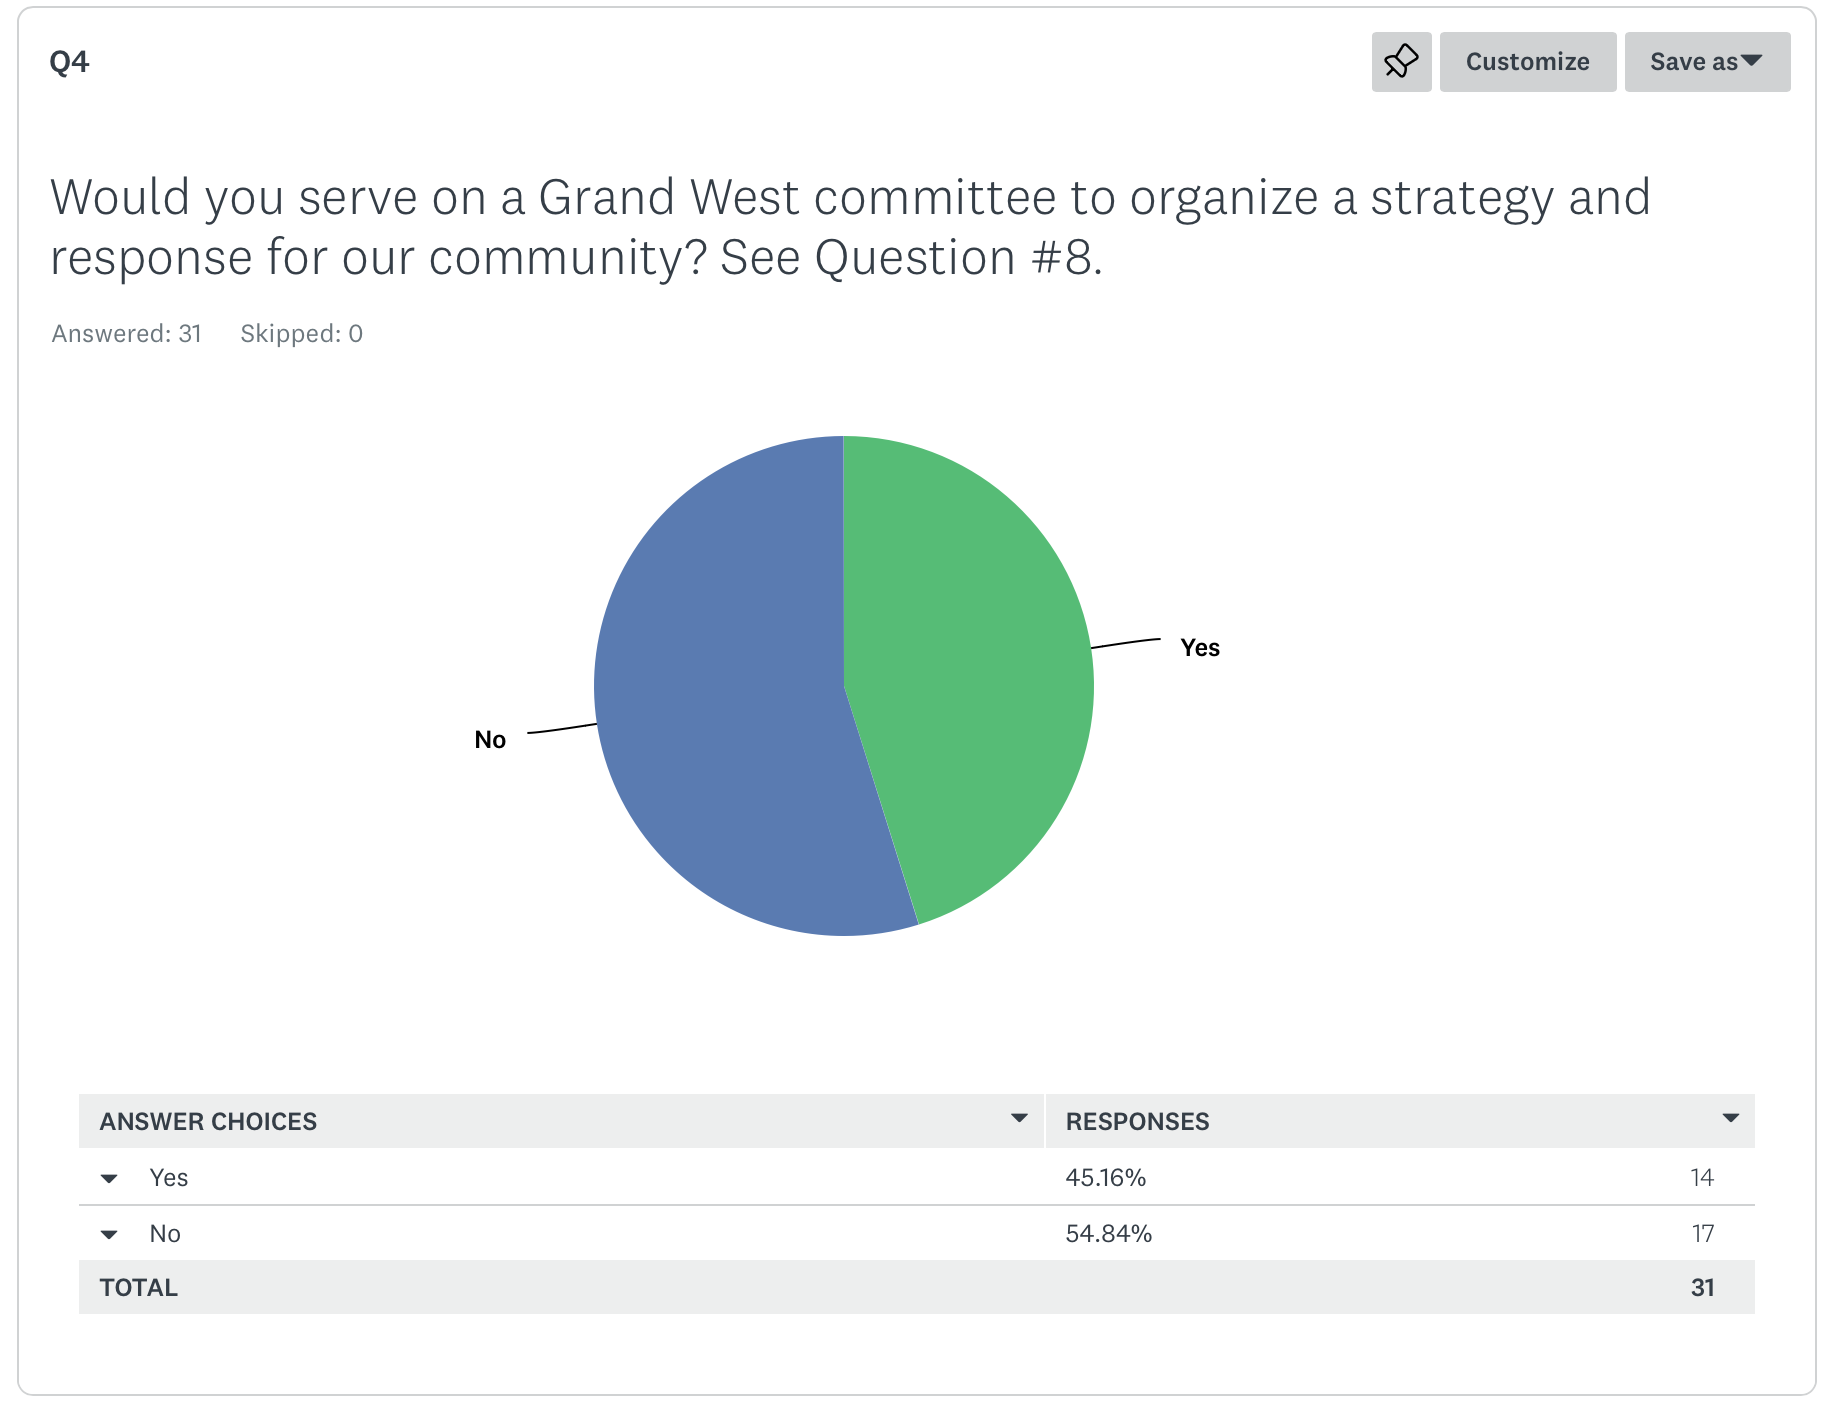 Q4
Customize
Save as
Would you serve on a Grand West committee to organize a strategy and
response for our community? See Question #8.
Answered: 31 Skipped: 0
Yes
No
ANSWER CHOICES RESPONSES
Yes 45.16% 14
No 54.84% 17
TOTAL 31